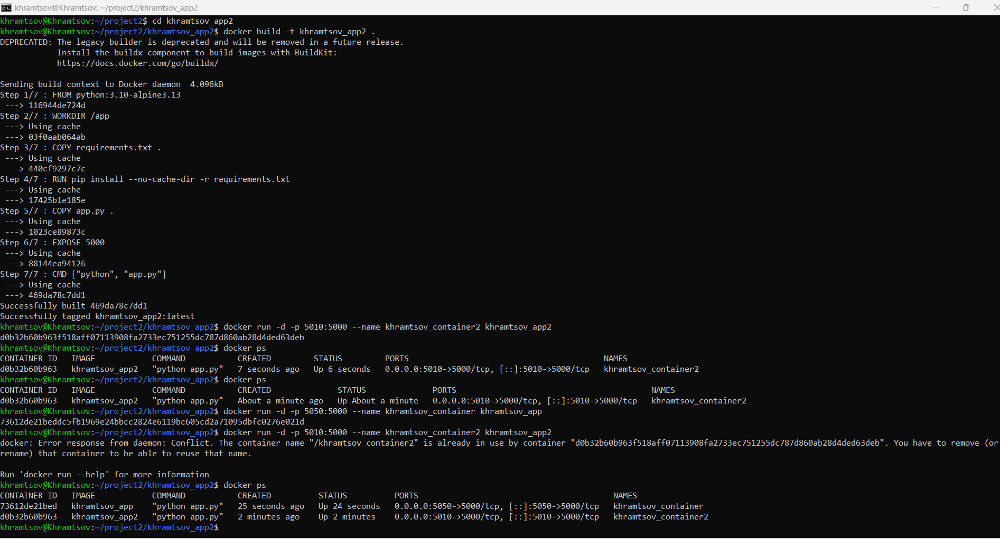 khramtsov@Khramtsov: ~/project2/khramtsov_app2
khramtsov@Khramtsov:~/project2$ cd khramtsov_app2
khramtsov@Khramtsov:~/project2/khramtsov_app2$ docker build -t khramtsov_app2 .
DEPRECATED: The legacy builder is deprecated and will be removed in a future release.
            Install the buildx component to build images with BuildKit:
            https://docs.docker.com/go/buildx/

Sending build context to Docker daemon  4.096kB
Step 1/7 : FROM python:3.10-alpine3.13
 ---> 116944de724d
Step 2/7 : WORKDIR /app
 ---> Using cache
 ---> 03f0aab064ab
Step 3/7 : COPY requirements.txt .
 ---> Using cache
 ---> 440cf9297c7c
Step 4/7 : RUN pip install --no-cache-dir -r requirements.txt
 ---> Using cache
 ---> 17425b1e185e
Step 5/7 : COPY app.py .
 ---> Using cache
 ---> 1023ce89873c
Step 6/7 : EXPOSE 5000
 ---> Using cache
 ---> 88144ea94126
Step 7/7 : CMD ["python", "app.py"]
 ---> Using cache
 ---> 469da78c7dd1
Successfully built 469da78c7dd1
Successfully tagged khramtsov_app2:latest
khramtsov@Khramtsov:~/project2/khramtsov_app2$ docker run -d -p 5010:5000 --name khramtsov_container2 khramtsov_app2
d0b32b60b963f518aff07113908fa2733ec751255dc787d860ab28d4ded63deb
khramtsov@Khramtsov:~/project2/khramtsov_app2$ docker ps
CONTAINER ID   IMAGE            COMMAND           CREATED         STATUS         PORTS                                         NAMES
d0b32b60b963   khramtsov_app2   "python app.py"   7 seconds ago   Up 6 seconds   0.0.0.0:5010->5000/tcp, [::]:5010->5000/tcp   khramtsov_container2
khramtsov@Khramtsov:~/project2/khramtsov_app2$ docker ps
CONTAINER ID   IMAGE            COMMAND           CREATED              STATUS              PORTS                                         NAMES
d0b32b60b963   khramtsov_app2   "python app.py"   About a minute ago   Up About a minute   0.0.0.0:5010->5000/tcp, [::]:5010->5000/tcp   khramtsov_container2
khramtsov@Khramtsov:~/project2/khramtsov_app2$ docker run -d -p 5050:5000 --name khramtsov_container khramtsov_app
73612de21beddc5fb1969e24bbcc2824e6119bc605cd2a71095dbfc0276e021d
khramtsov@Khramtsov:~/project2/khramtsov_app2$ docker run -d -p 5010:5000 --name khramtsov_container2 khramtsov_app2
docker: Error response from daemon: Conflict. The container name "/khramtsov_container2" is already in use by container "d0b32b60b963f518aff07113908fa2733ec751255dc787d860ab28d4ded63deb". You have to remove (or
rename) that container to be able to reuse that name.

Run 'docker run --help' for more information
khramtsov@Khramtsov:~/project2/khramtsov_app2$ docker ps
CONTAINER ID   IMAGE            COMMAND           CREATED          STATUS          PORTS                                         NAMES
73612de21bed   khramtsov_app    "python app.py"   25 seconds ago   Up 24 seconds   0.0.0.0:5050->5000/tcp, [::]:5050->5000/tcp   khramtsov_container
d0b32b60b963   khramtsov_app2   "python app.py"   2 minutes ago    Up 2 minutes    0.0.0.0:5010->5000/tcp, [::]:5010->5000/tcp   khramtsov_container2
khramtsov@Khramtsov:~/project2/khramtsov_app2$